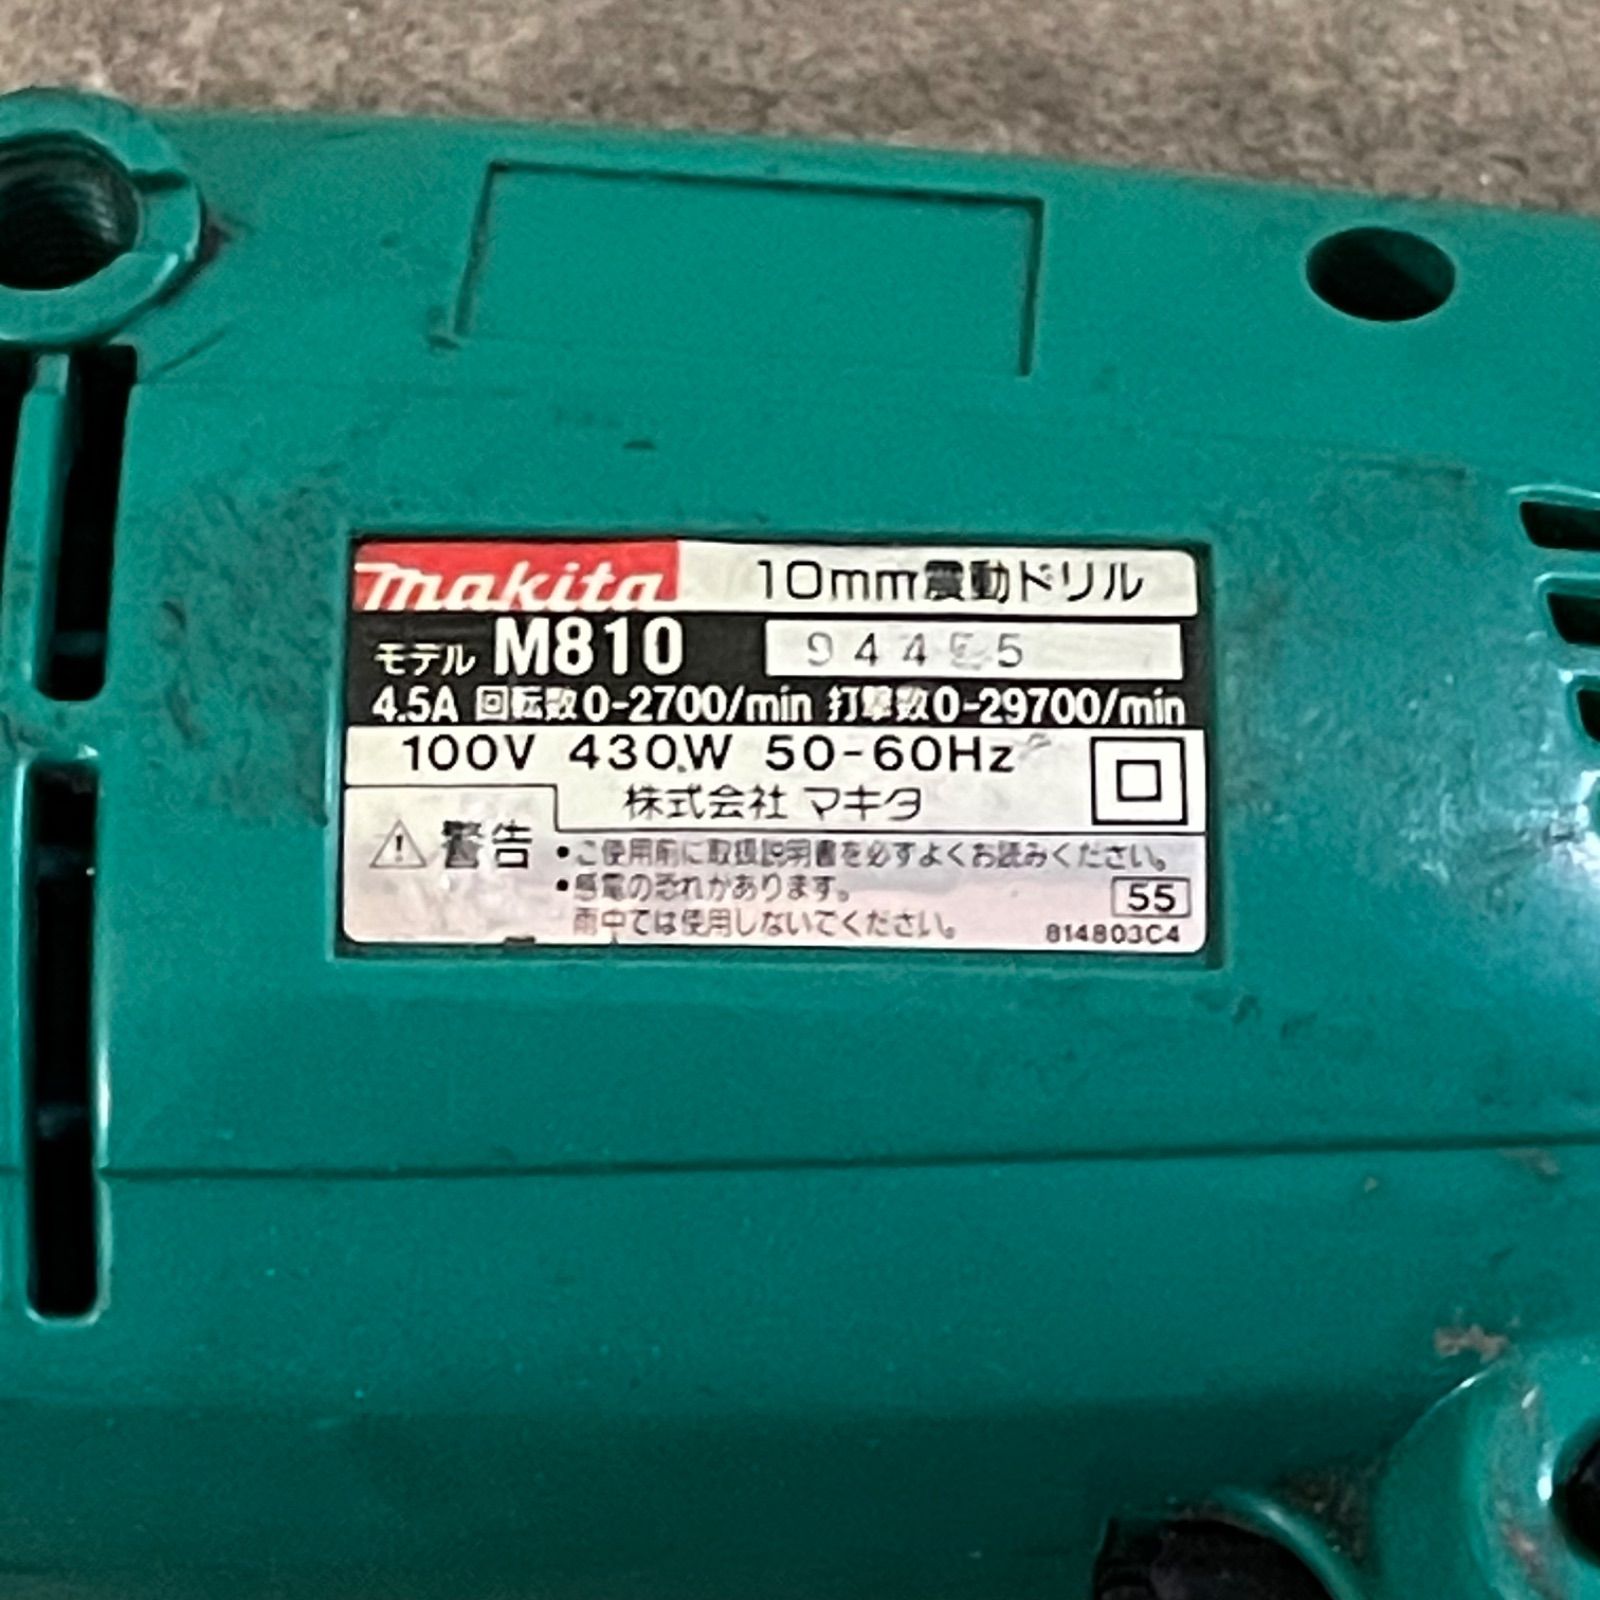 makita 10mm震動ドリル
モデル M810
4.5A 回転数0-2700/min 打撃数0-29700/min
100V 430W 50-60Hz
株式会社 マキタ
警告 •ご使用前に取扱説明書を必ずよくお読みください。
•感電の恐れがあります。
雨中では使用しないでください。
55
814803C4